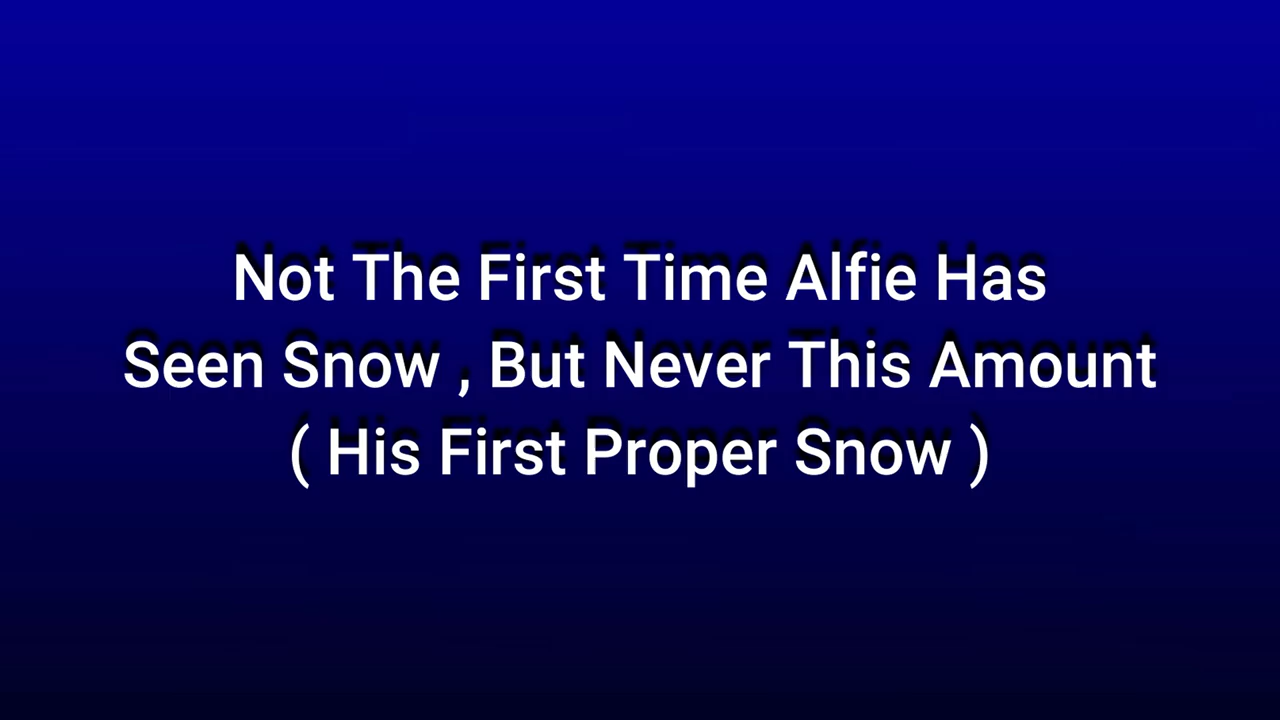 Not The First Time Alfie Has
Seen Snow , But Never This Amount
( His First Proper Snow )